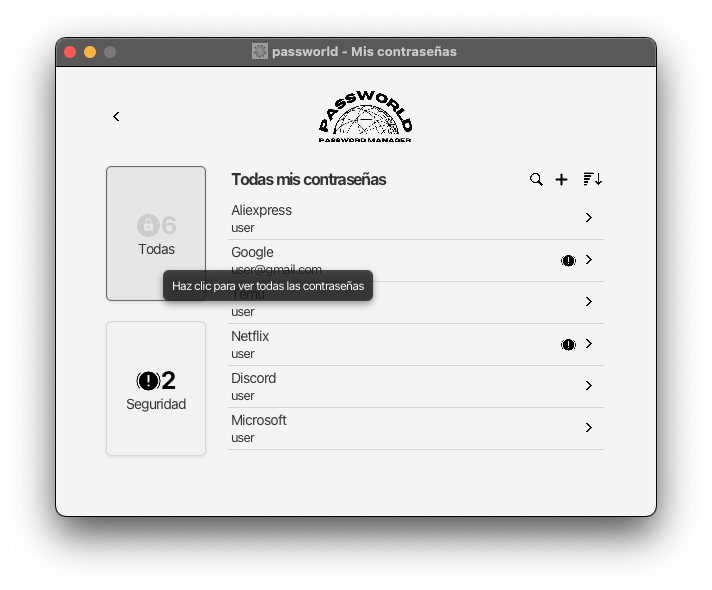 passworld - Mis contraseñas
PASSWORLD
PASSWORD MANAGER
6
Todas
2
Seguridad
Todas mis contraseñas
Aliexpress
user
Google
user@gmail.com
Haz clic para ver todas las contraseñas
Temu
user
Netflix
user
Discord
user
Microsoft
user